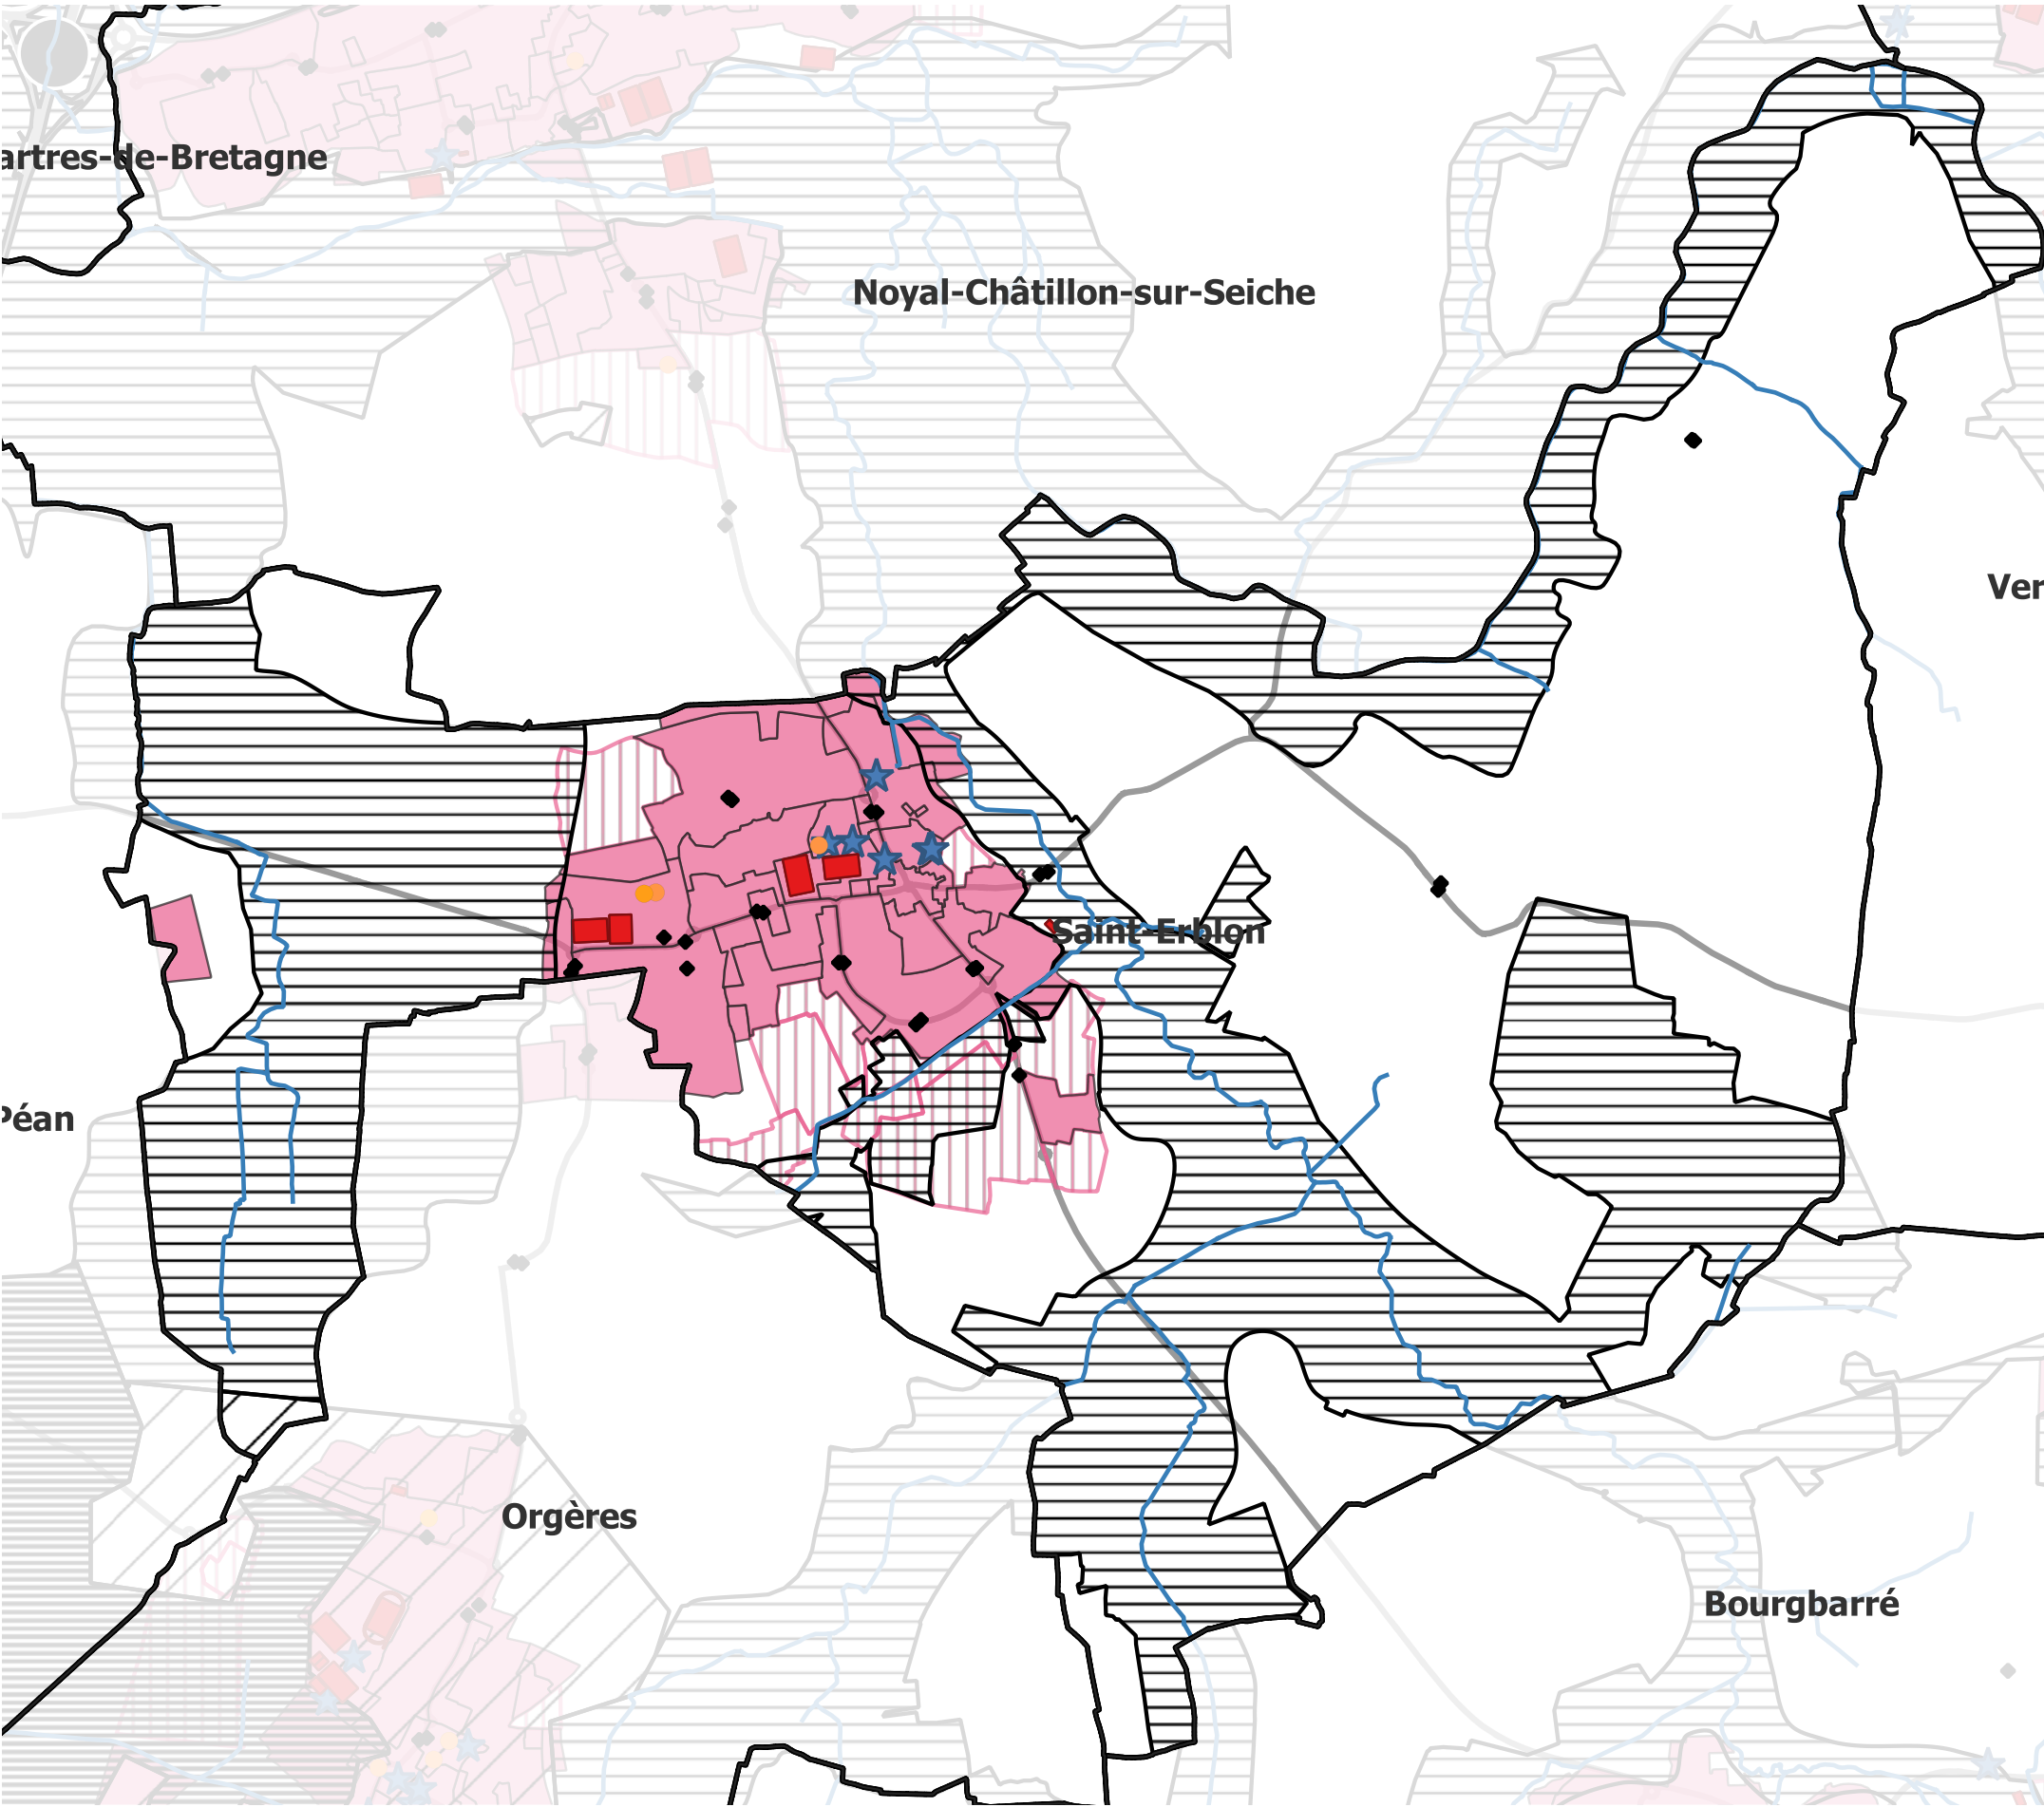 artres-de-Bretagne
Noyal-Châtillon-sur-Seiche
Ver
Saint-Erblon
Péan
Orgères
Bourgbarré